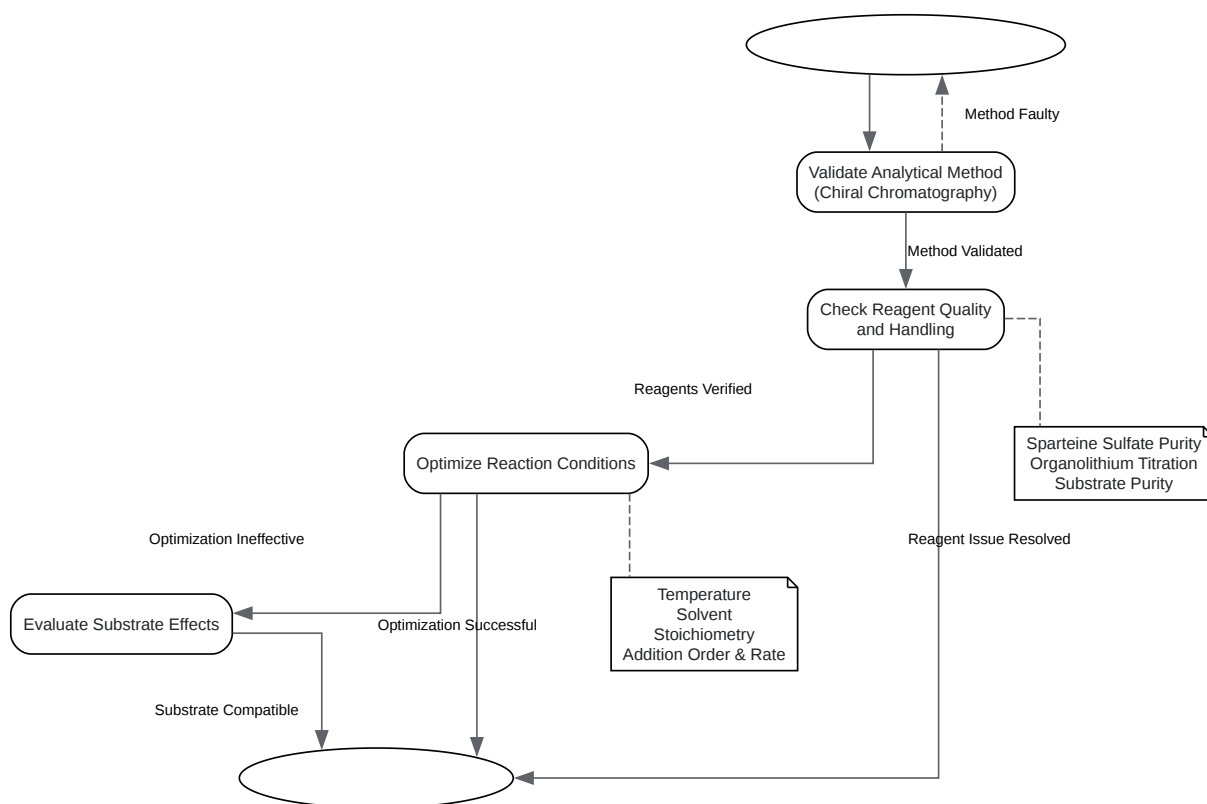 Method Faulty
Validate Analytical Method
(Chiral Chromatography)
Method Validated
Check Reagent Quality
and Handling
Reagents Verified
Sparteine Sulfate Purity
Organolithium Titration
Substrate Purity
Optimize Reaction Conditions
Optimization Ineffective
Reagent Issue Resolved
Temperature
Solvent
Stoichiometry
Addition Order & Rate
Evaluate Substrate Effects
Optimization Successful
Substrate Compatible